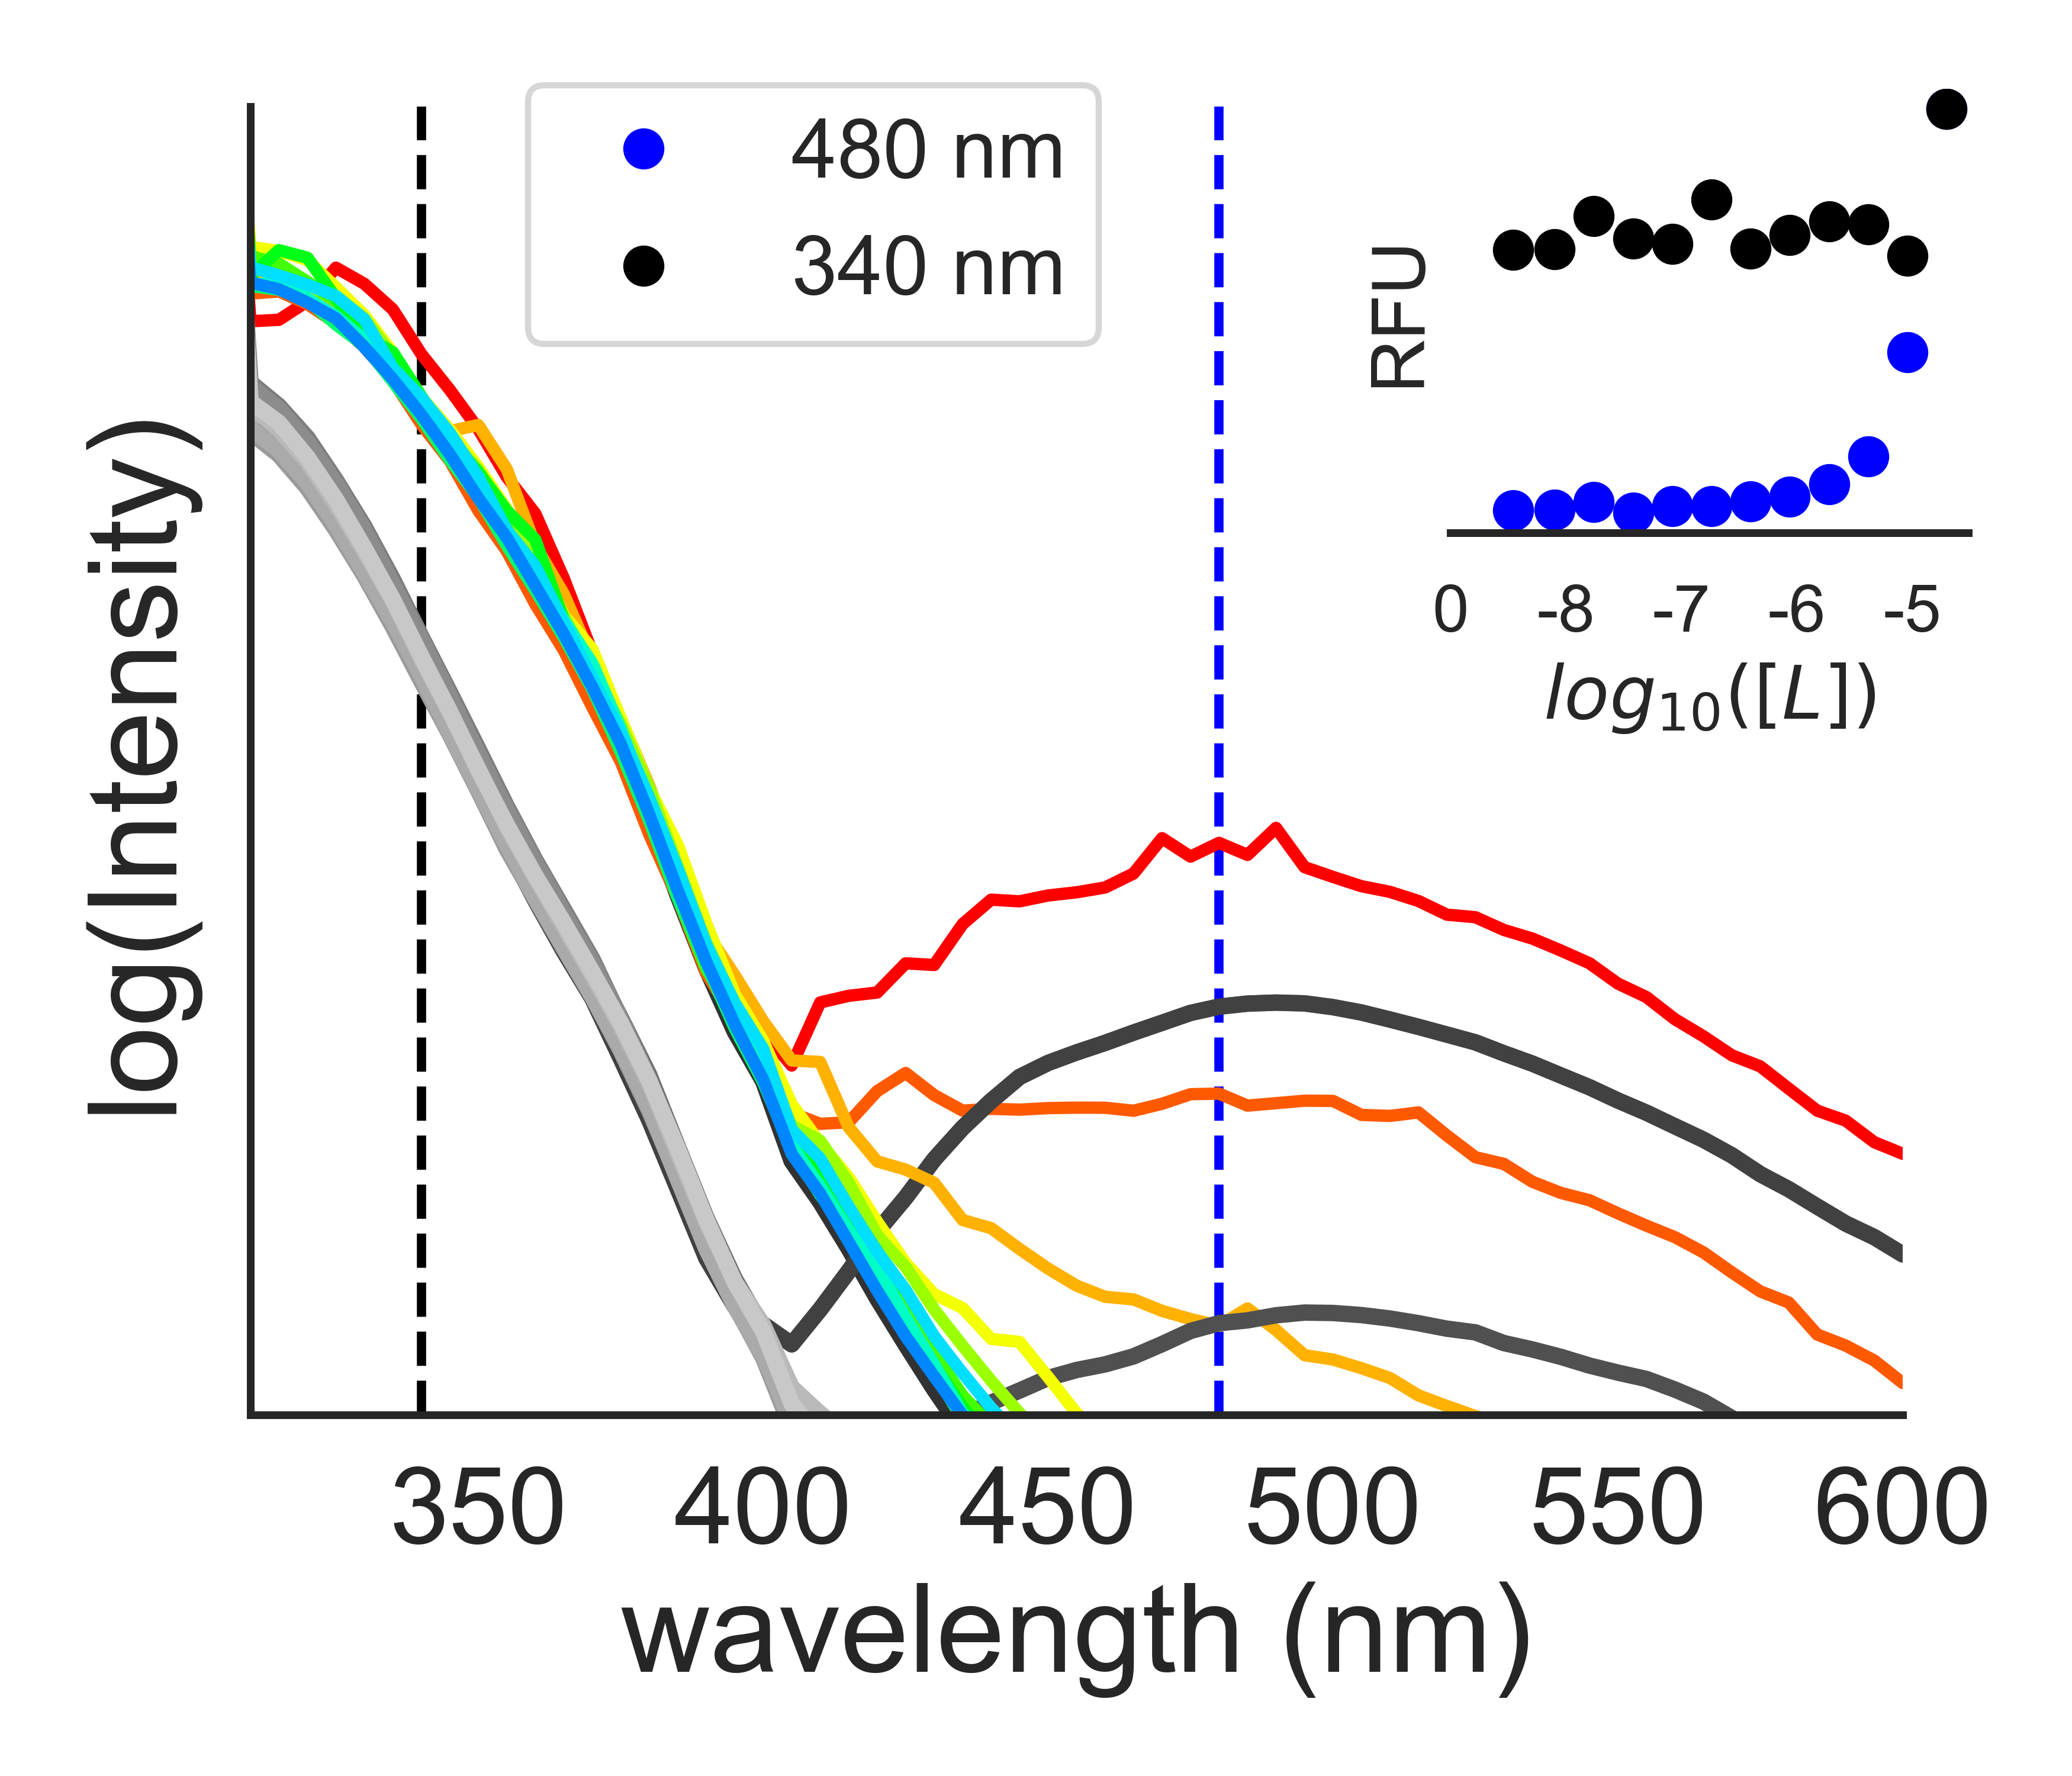 480 nm
340 nm
RFU
0 -8 -7 -6 -5
log10([L])
log(Intensity)
350 400 450 500 550 600
wavelength (nm)